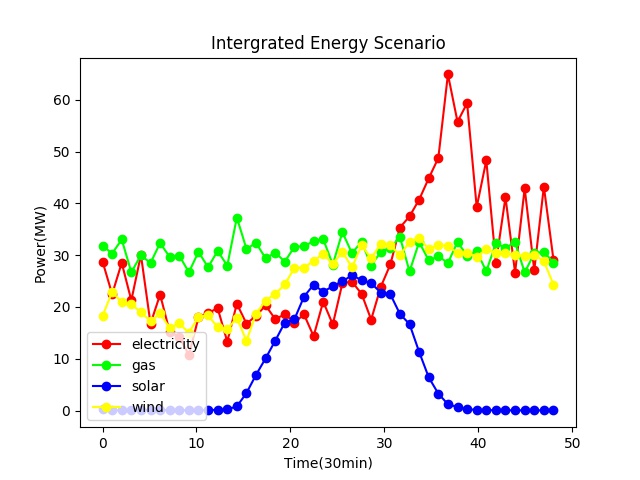 Intergrated Energy Scenario
Power(MW)
60
50
40
30
20
10
0
electricity
gas
solar
wind
0 10 20 30 40 50
Time(30min)